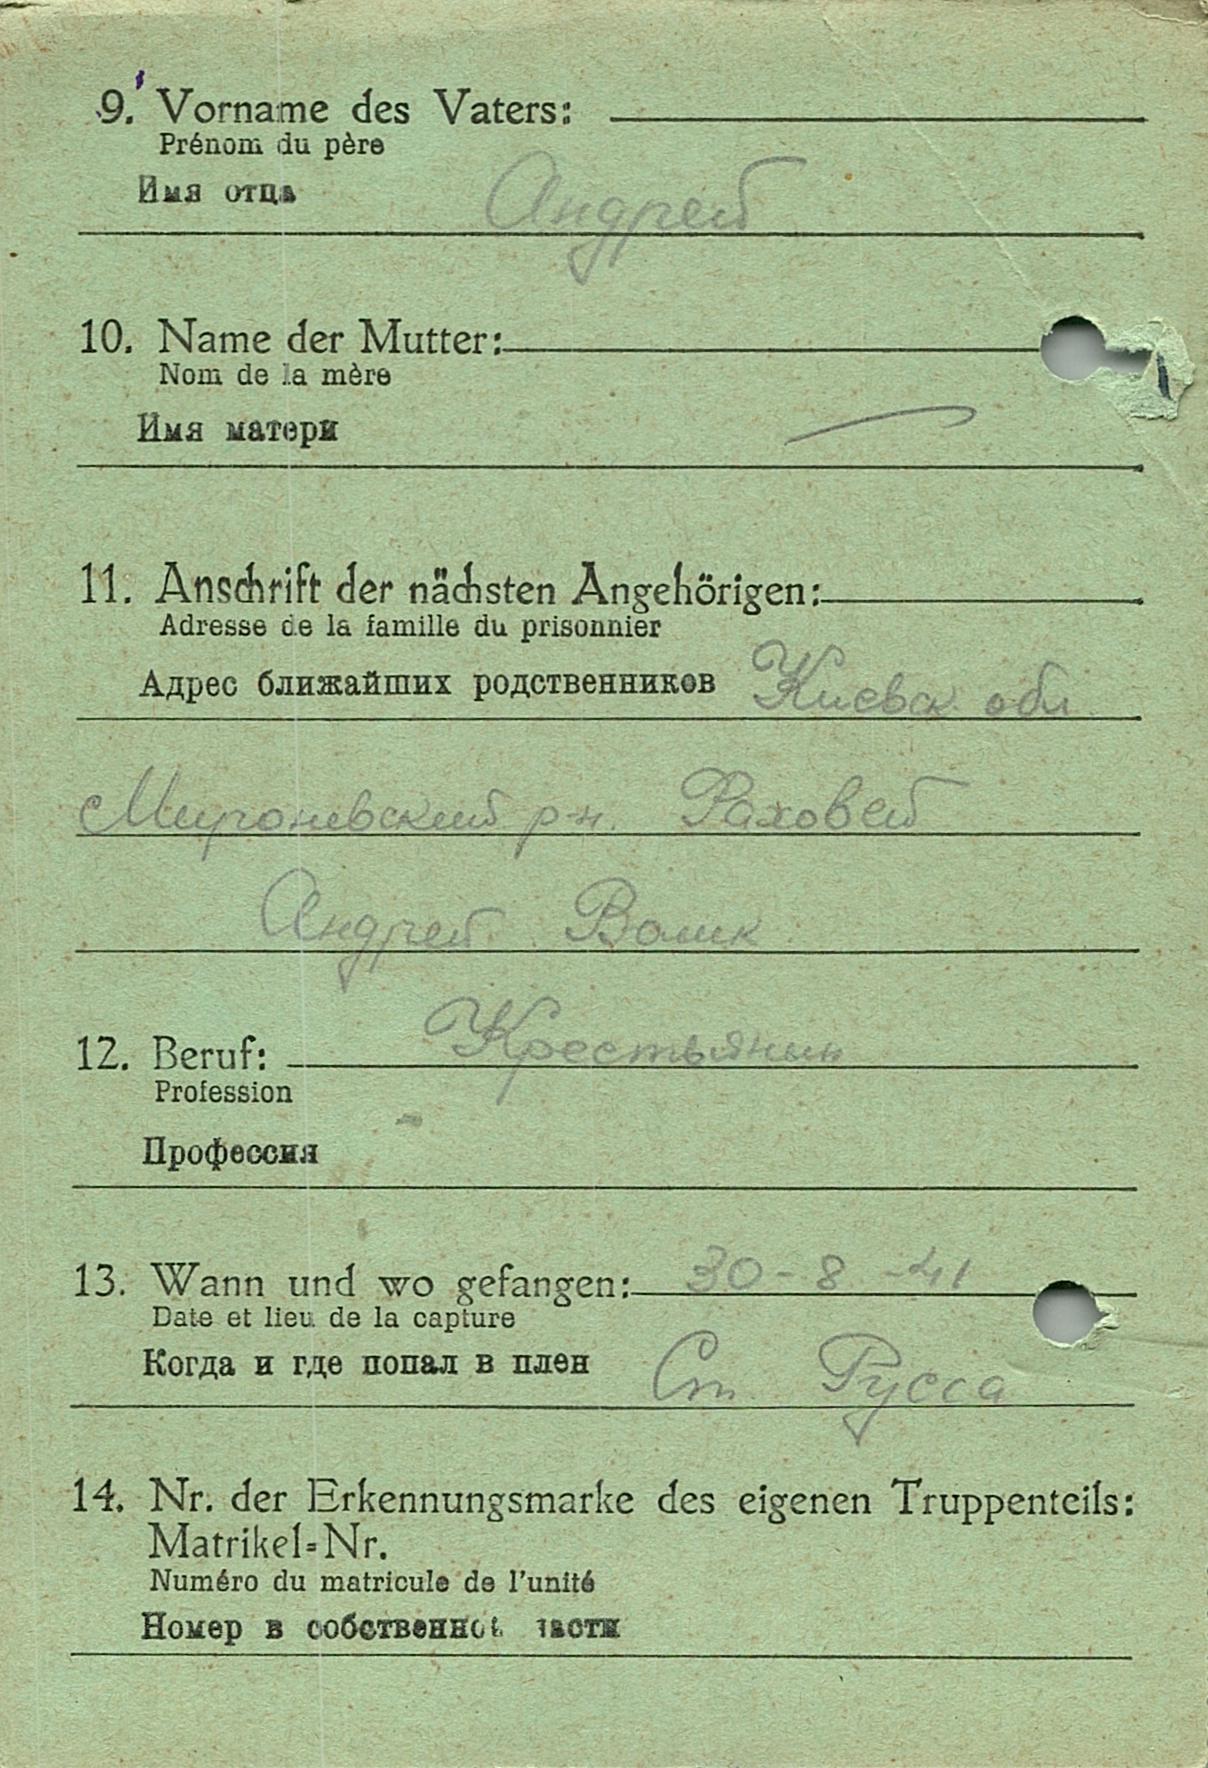 9. Vorname des Vaters:
Prénom du père
Имя отца
Андрей
10. Name der Mutter:
Nom de la mère
Имя матери
11. Anschrift der nächsten Angehörigen:
Adresse de la famille du prisonnier
Адрес ближайших родственников Киевск. обл.
Мироневский р-н. Раховей
Андрей Волик
12. Beruf: Крестьянин
Profession
Профессия
13. Wann und wo gefangen: 30-8-41
Date et lieu de la capture
Когда и где попал в плен Ст. Русса
14. Nr. der Erkennungsmarke des eigenen Truppenteils:
Matrikel=Nr.
Numéro du matricule de l'unité
Номер в собственной части